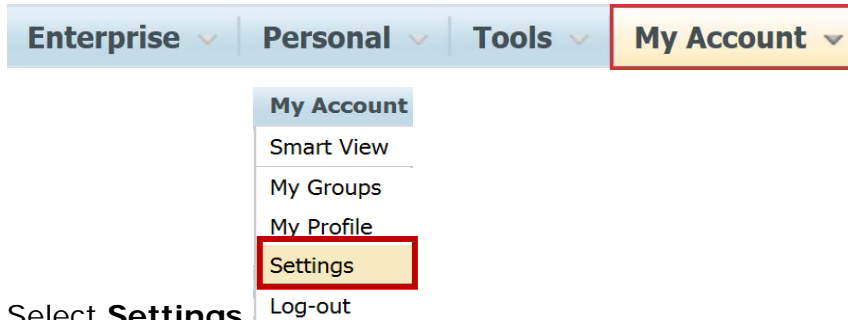 Enterprise Personal Tools My Account
My Account
Smart View
My Groups
My Profile
Settings
Log-out
Select Settings